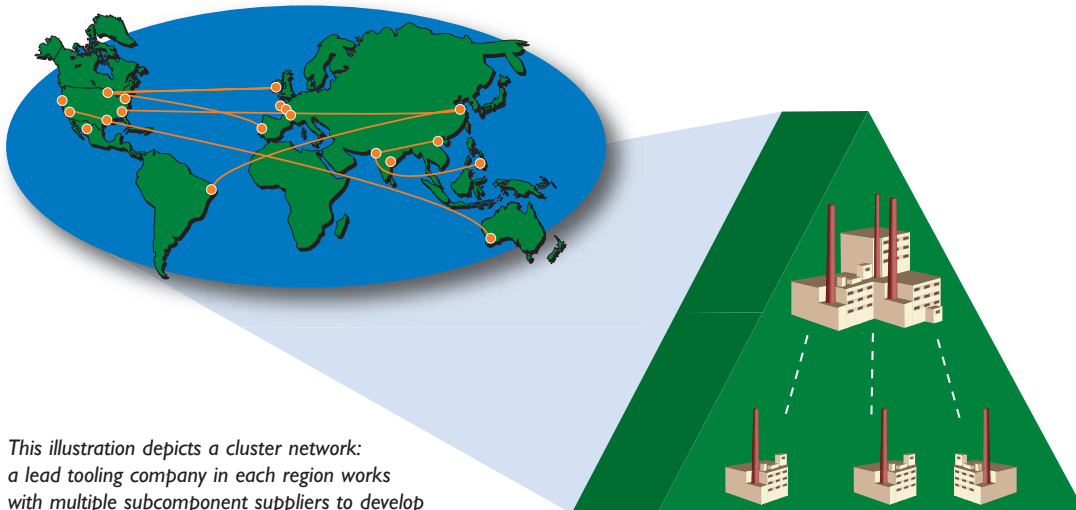 This illustration depicts a cluster network:
a lead tooling company in each region works
with multiple subcomponent suppliers to develop